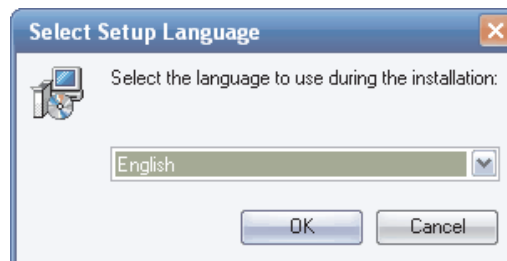 Select Setup Language
Select the language to use during the installation:
English
OK
Cancel